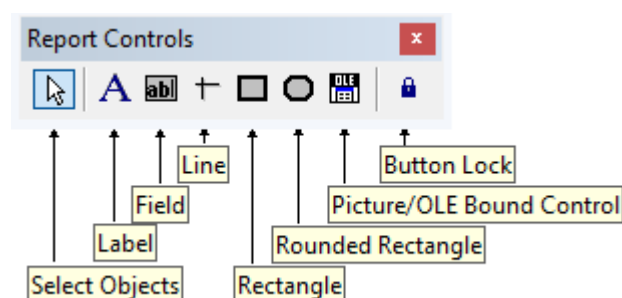 Report Controls
x
A
abl
OLE
Line
Button Lock
Field
Picture/OLE Bound Control
Label
Rounded Rectangle
Select Objects
Rectangle